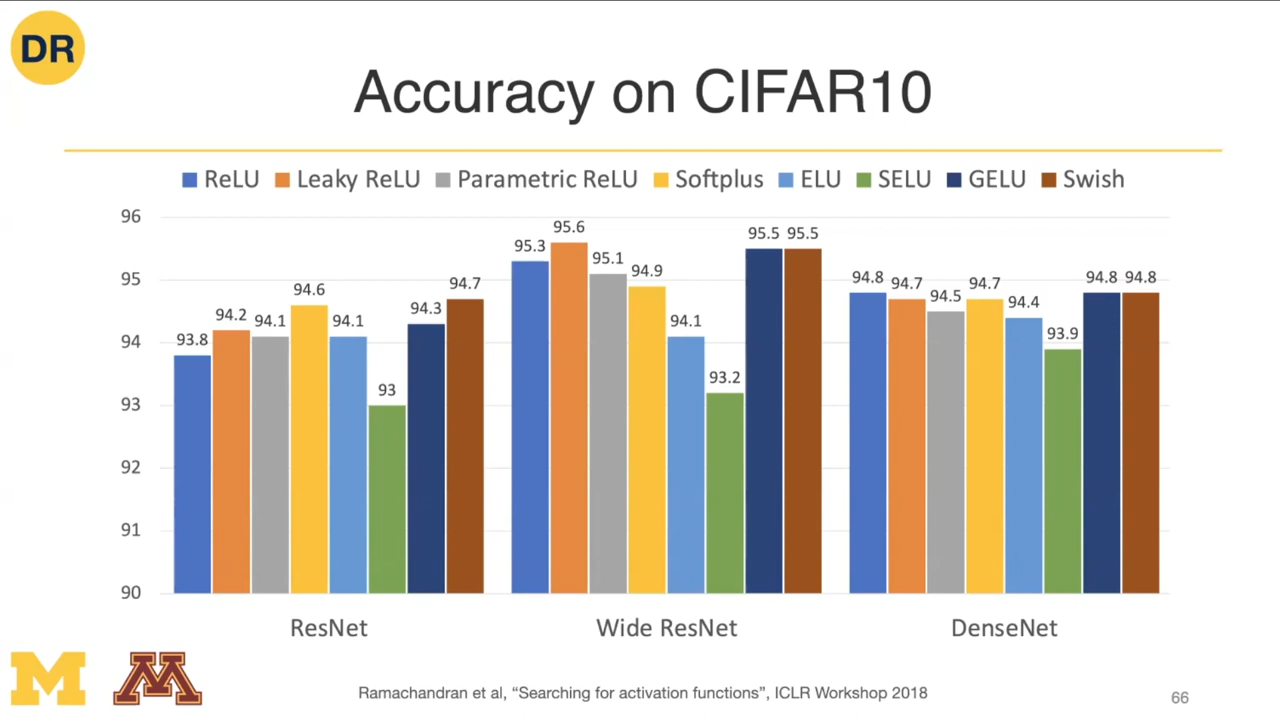 DR
Accuracy on CIFAR10
ReLU Leaky ReLU Parametric ReLU Softplus ELU SELU GELU Swish
96
95
94
93
92
91
90
93.8 94.2 94.1 94.6 94.1 93 94.3 94.7
95.3 95.6 95.1 94.9 94.1 93.2 95.5 95.5
94.8 94.7 94.5 94.7 94.4 93.9 94.8 94.8
ResNet Wide ResNet DenseNet
M M
Ramachandran et al, “Searching for activation functions”, ICLR Workshop 2018
66